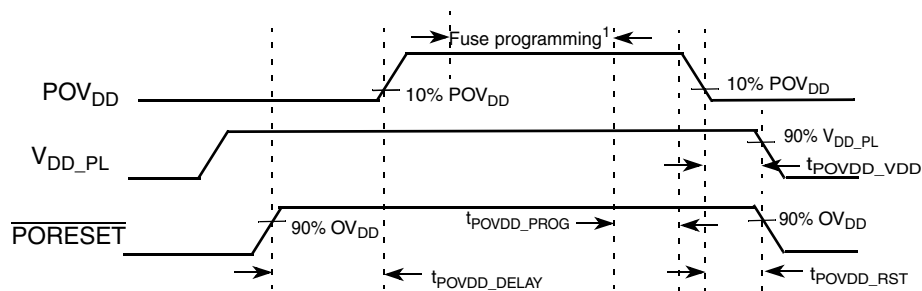 Fuse programming1
POVDD
10% POVDD
10% POVDD
VDD_PL
90% VDD_PL
tPOVDD_VDD
PORESET
90% OVDD
tPOVDD_PROG
90% OVDD
tPOVDD_DELAY
tPOVDD_RST